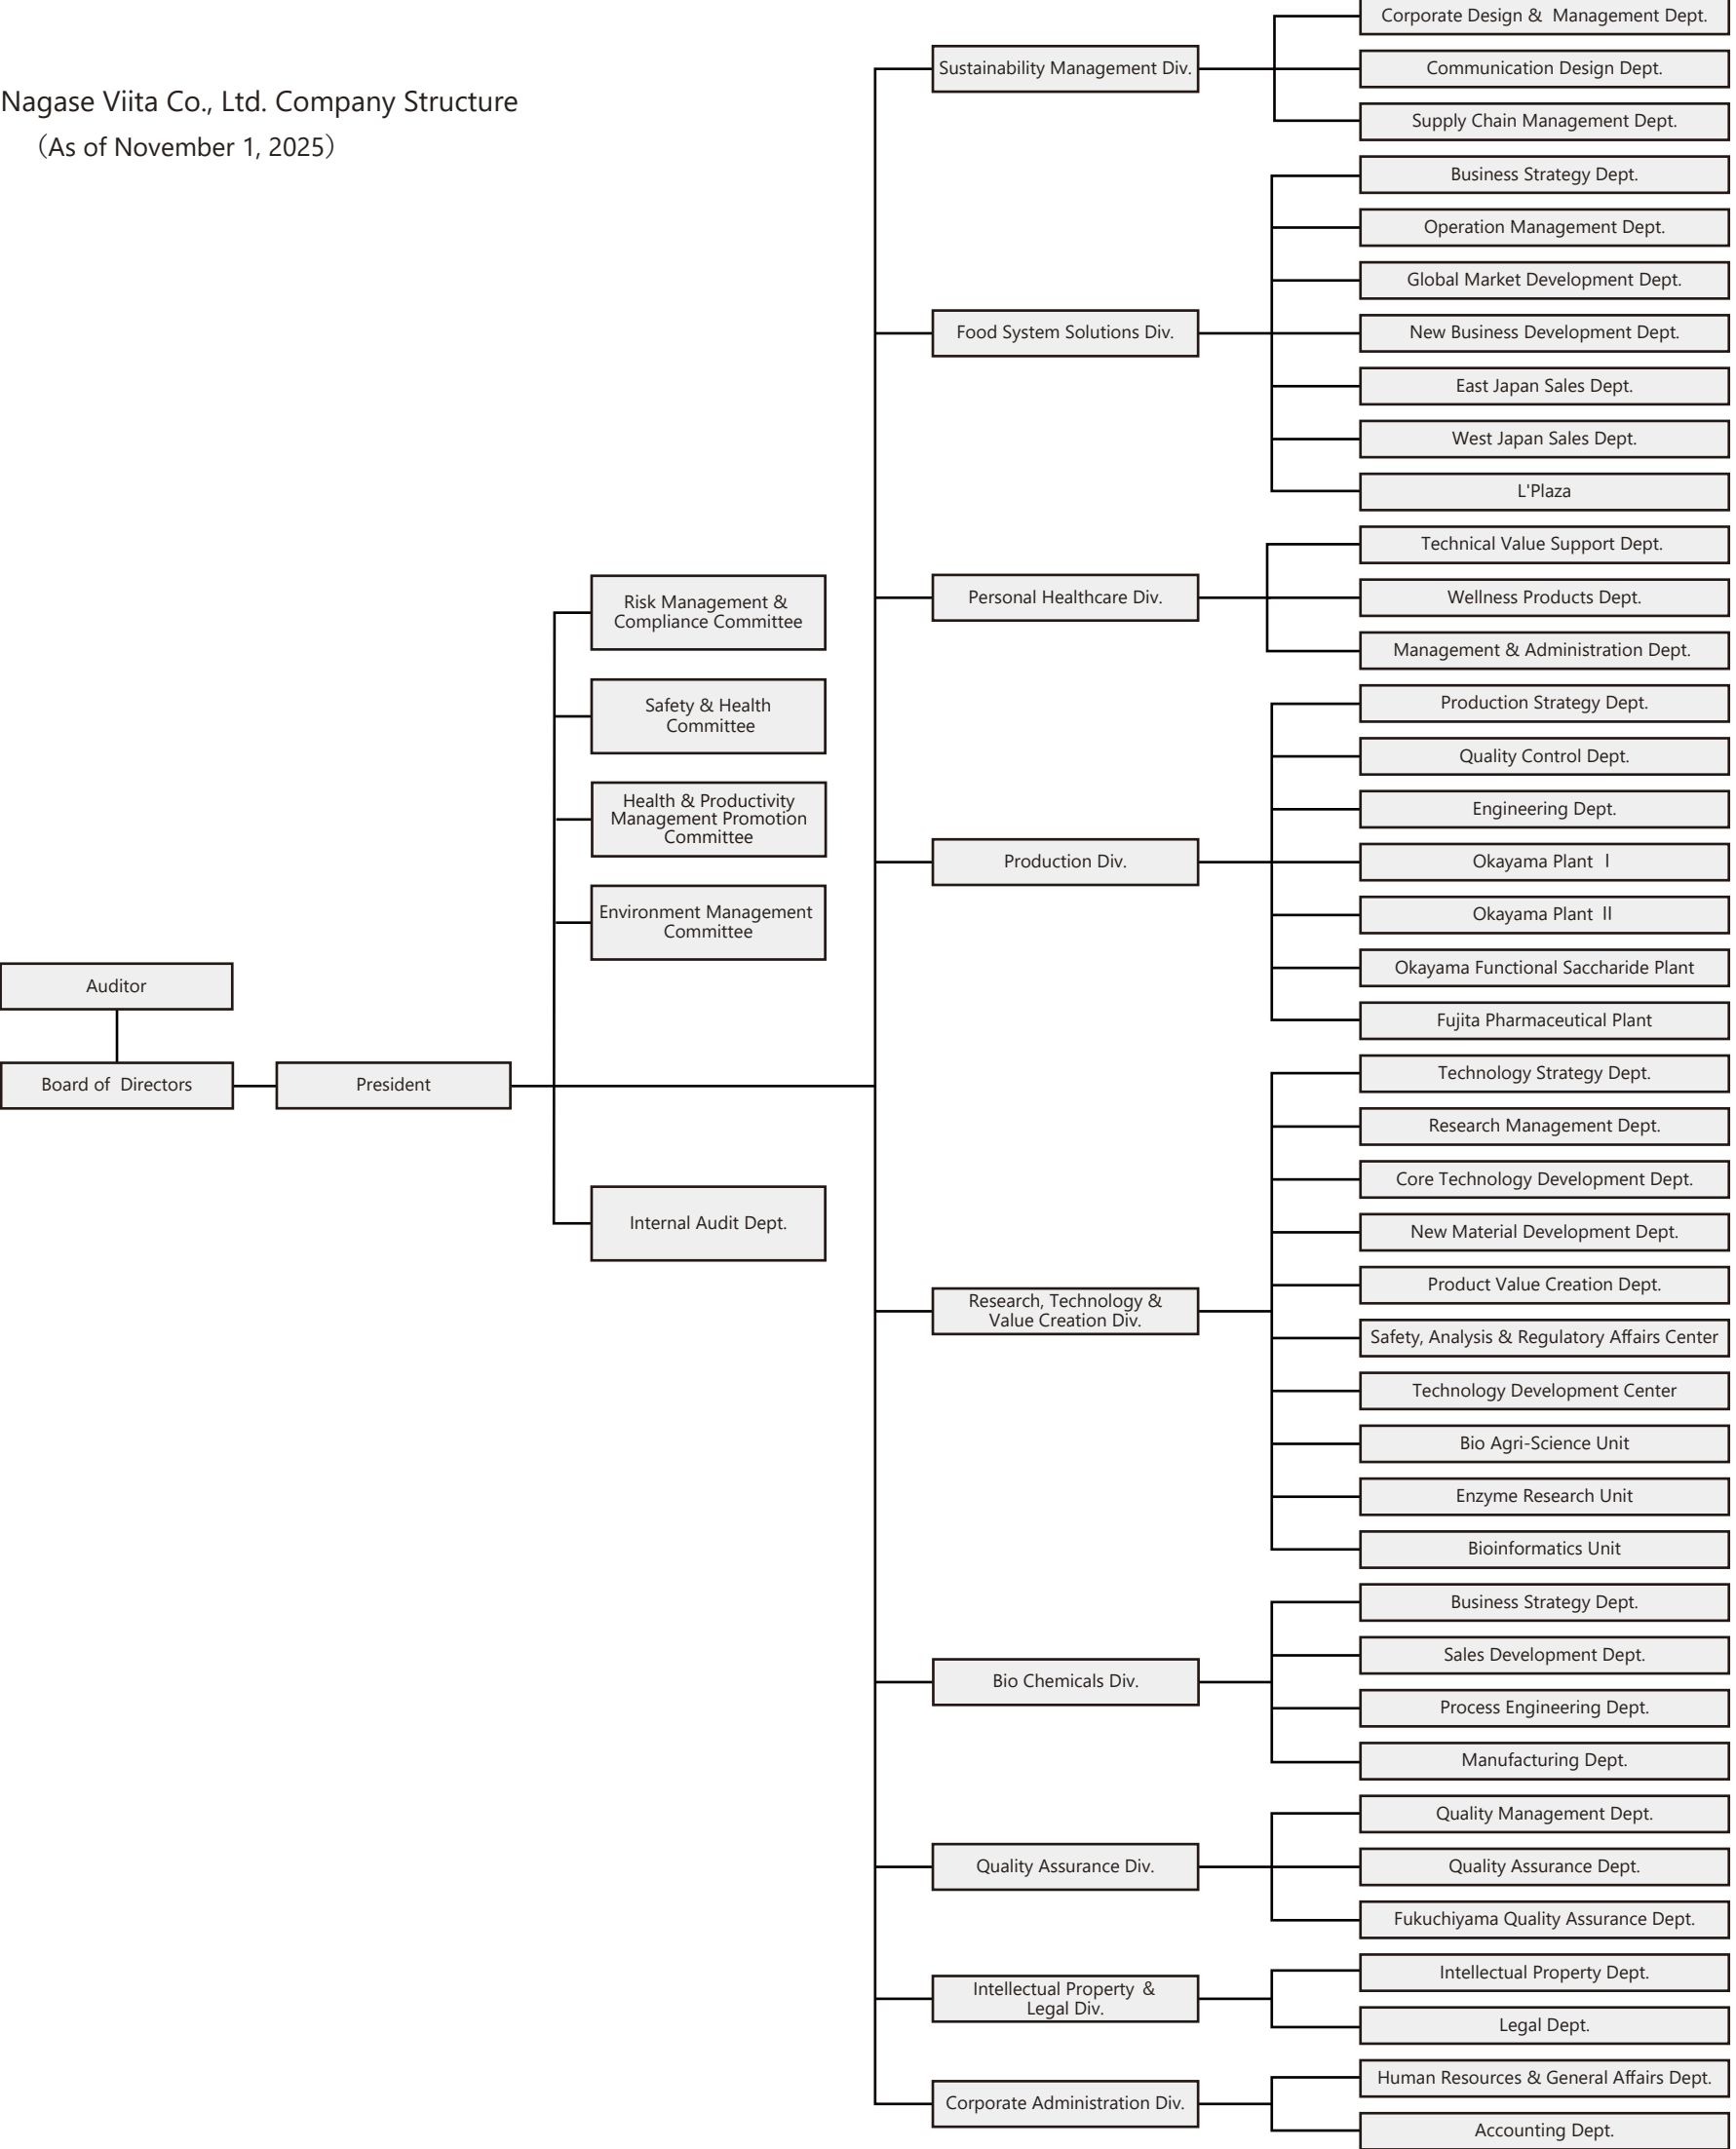 Nagase Viita Co., Ltd. Company Structure
（As of November 1, 2025）
Auditor
Board of Directors
President
Risk Management &
Compliance Committee
Safety & Health
Committee
Health & Productivity
Management Promotion
Committee
Environment Management
Committee
Internal Audit Dept.
Sustainability Management Div.
Corporate Design & Management Dept.
Communication Design Dept.
Supply Chain Management Dept.
Food System Solutions Div.
Business Strategy Dept.
Operation Management Dept.
Global Market Development Dept.
New Business Development Dept.
East Japan Sales Dept.
West Japan Sales Dept.
L'Plaza
Personal Healthcare Div.
Technical Value Support Dept.
Wellness Products Dept.
Management & Administration Dept.
Production Div.
Production Strategy Dept.
Quality Control Dept.
Engineering Dept.
Okayama Plant Ⅰ
Okayama Plant Ⅱ
Okayama Functional Saccharide Plant
Fujita Pharmaceutical Plant
Research, Technology &
Value Creation Div.
Technology Strategy Dept.
Research Management Dept.
Core Technology Development Dept.
New Material Development Dept.
Product Value Creation Dept.
Safety, Analysis & Regulatory Affairs Center
Technology Development Center
Bio Agri-Science Unit
Enzyme Research Unit
Bioinformatics Unit
Bio Chemicals Div.
Business Strategy Dept.
Sales Development Dept.
Process Engineering Dept.
Manufacturing Dept.
Quality Assurance Div.
Quality Management Dept.
Quality Assurance Dept.
Fukuchiyama Quality Assurance Dept.
Intellectual Property &
Legal Div.
Intellectual Property Dept.
Legal Dept.
Corporate Administration Div.
Human Resources & General Affairs Dept.
Accounting Dept.